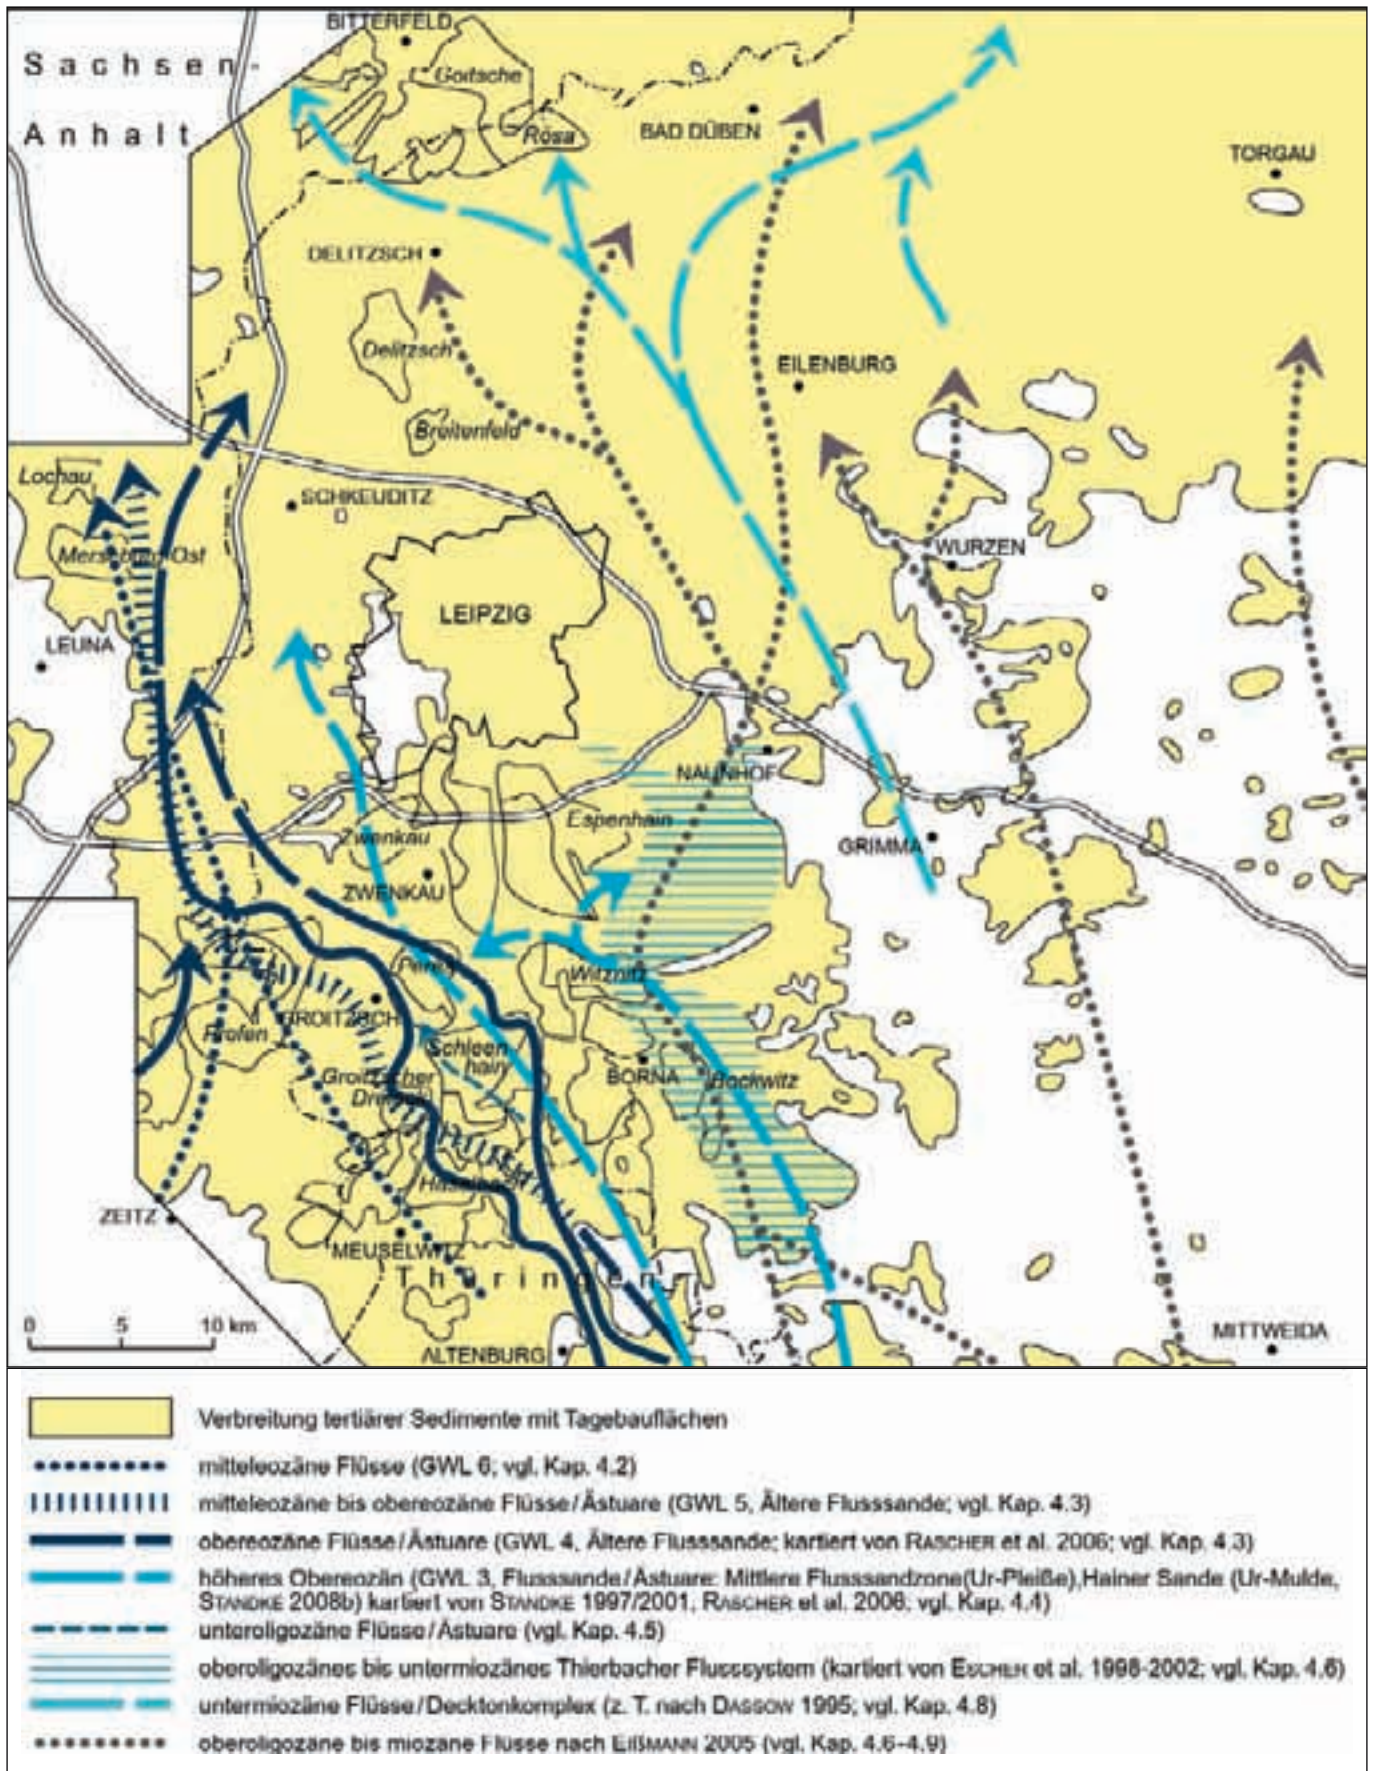 BITTERFELD
Sachsen-
Goitsche
Anhalt
Rösa
BAD DÜBEN
TORGAU
DELITZSCH
Delitzsch
EILENBURG
Breitenfeld
Lochau
SCHKEUDITZ
Merseburg-Ost
WURZEN
LEIPZIG
LEUNA
NAUNHOF
Espenhain
Zwenkau
GRIMMA
ZWENKAU
Peres
Witznitz
GROITZSCH
Profen
Schleen-
hain
Groitzscher
Dreieck
BORNA
Bockwitz
Haselbach
ZEITZ
MEUSELWITZ
Thüringen
0 5 10 km
MITTWEIDA
ALTENBURG
Verbreitung tertiärer Sedimente mit Tagebauflächen
mitteleozäne Flüsse (GWL 6; vgl. Kap. 4.2)
mitteleozäne bis obereozäne Flüsse/Ästuare (GWL 5, Ältere Flusssande; vgl. Kap. 4.3)
obereozäne Flüsse/Ästuare (GWL 4, Ältere Flusssande; kartiert von RASCHER et al. 2006; vgl. Kap. 4.3)
höheres Obereozän (GWL 3, Flusssande/Ästuare: Mittlere Flusssandzone(Ur-Pleiße),Hainer Sande (Ur-Mulde,
STANDKE 2008b) kartiert von STANDKE 1997/2001, RASCHER et al. 2006; vgl. Kap. 4.4)
unteroligozäne Flüsse/Ästuare (vgl. Kap. 4.5)
oberoligozänes bis untermiozänes Thierbacher Flusssystem (kartiert von ESCHER et al. 1998-2002; vgl. Kap. 4.6)
untermiozäne Flüsse/Decktonkomplex (z. T. nach DASSOW 1995; vgl. Kap. 4.8)
oberoligozäne bis miozäne Flüsse nach EIßMANN 2005 (vgl. Kap. 4.6-4.9)